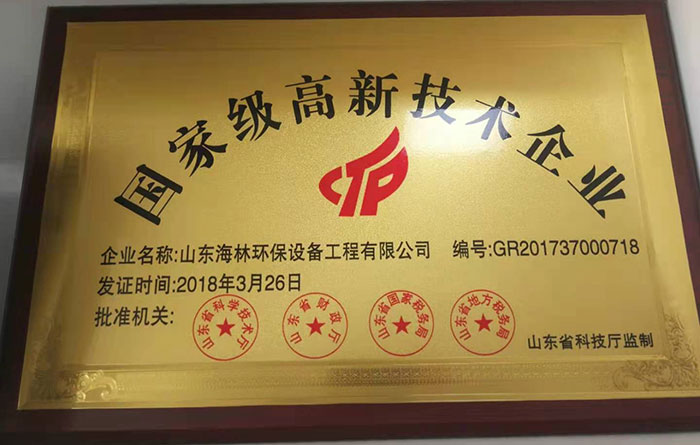 国家级高新技术企业
CTP
企业名称:山东海林环保设备工程有限公司 编号:GR201737000718
发证时间:2018年3月26日
批准机关:
山东省科学技术厅
山东省财政厅
山东省国家税务局
山东省地方税务局
山东省科技厅监制